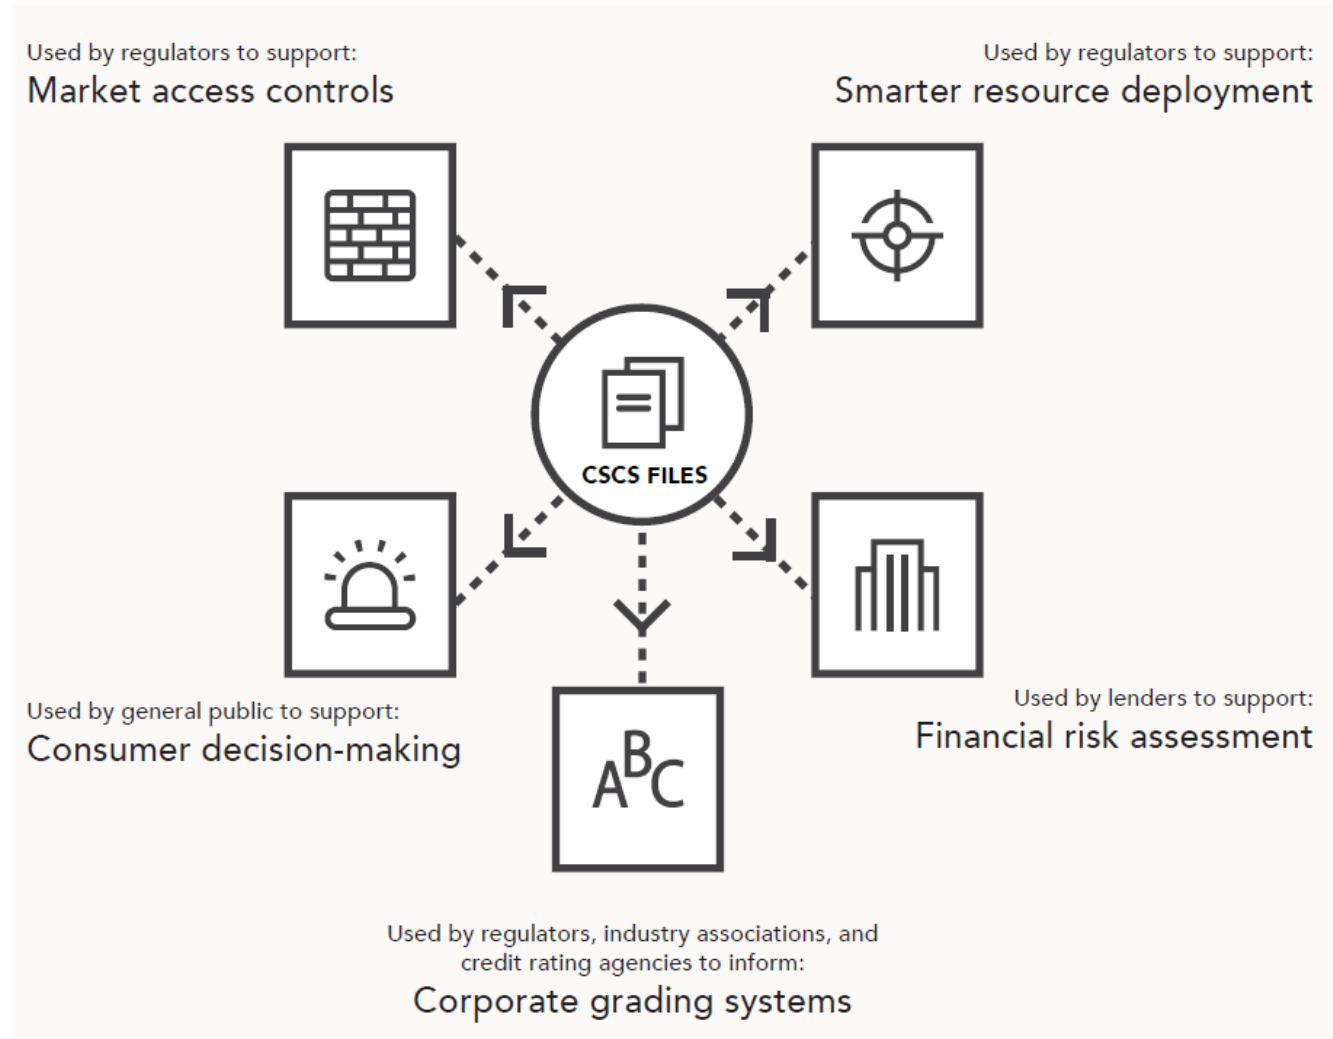 Used by regulators to support:
Market access controls
Used by regulators to support:
Smarter resource deployment
CSCS FILES
Used by general public to support:
Consumer decision-making
Used by lenders to support:
Financial risk assessment
ABC
Used by regulators, industry associations, and
credit rating agencies to inform:
Corporate grading systems